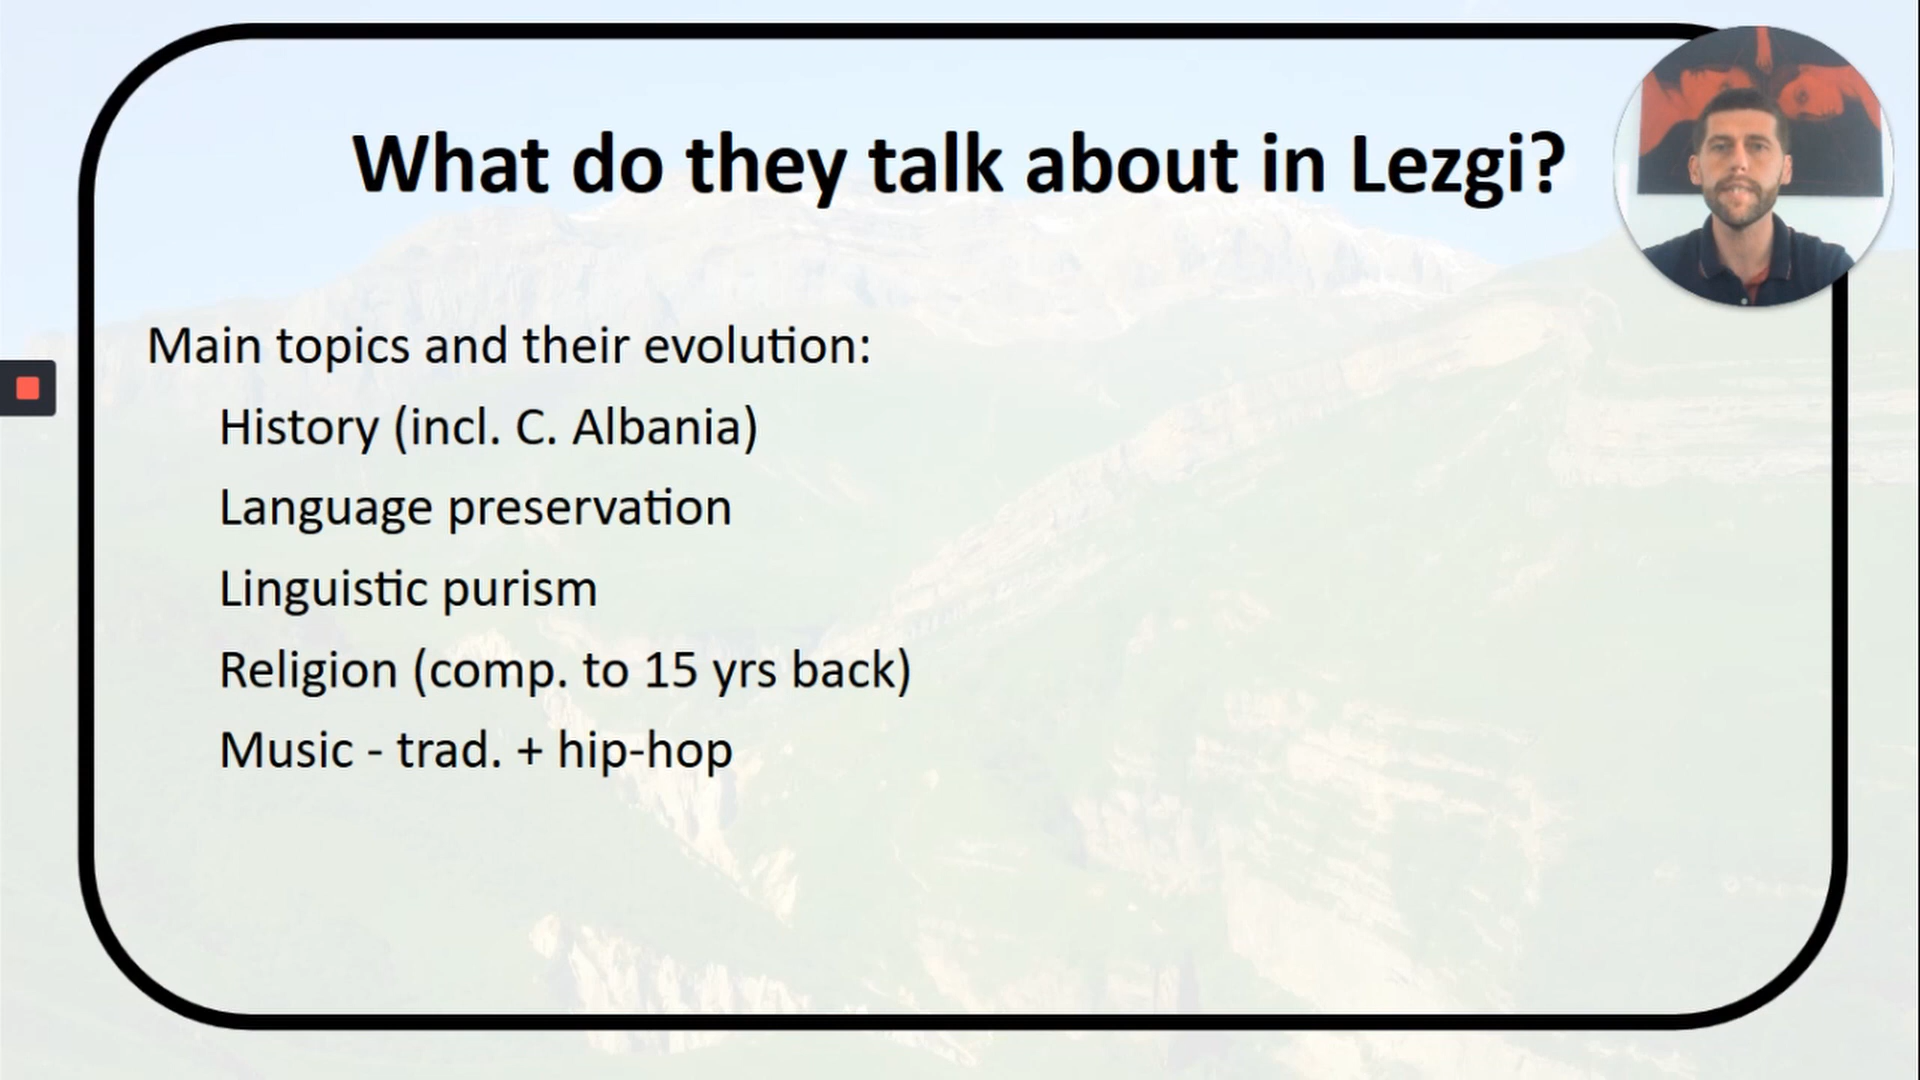 What do they talk about in Lezgi?
Main topics and their evolution:
History (incl. C. Albania)
Language preservation
Linguistic purism
Religion (comp. to 15 yrs back)
Music - trad. + hip-hop